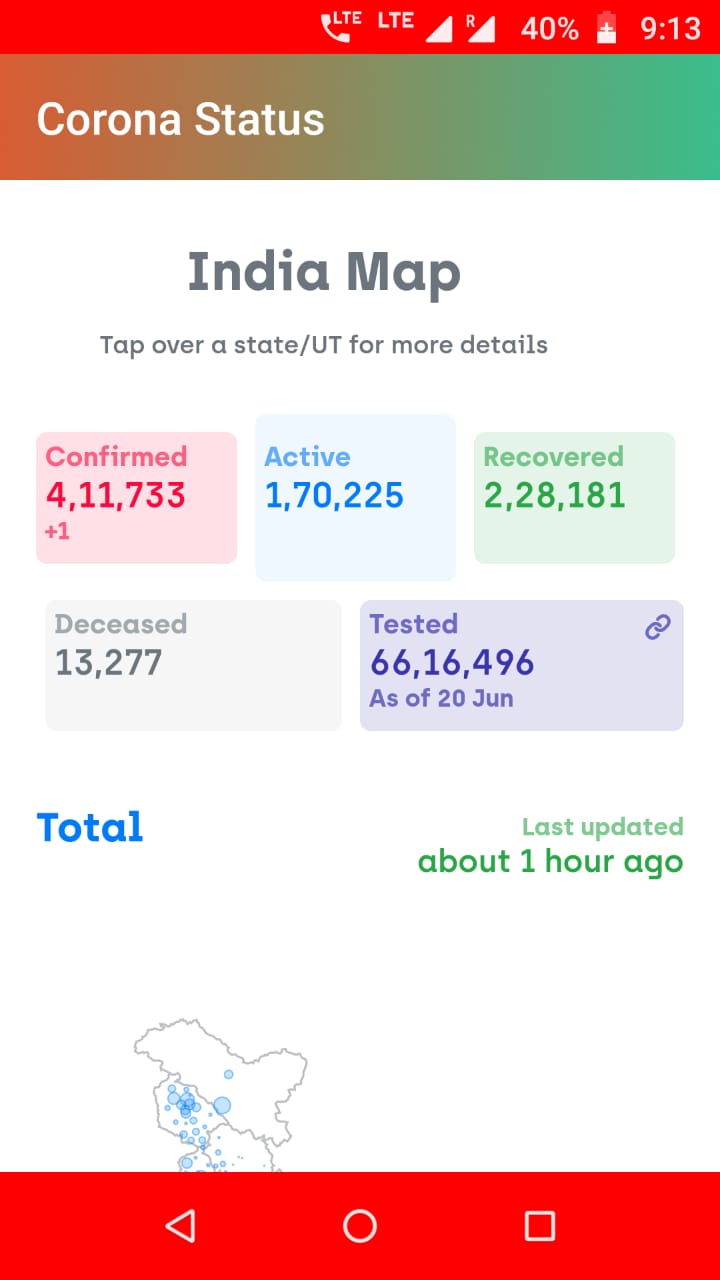 LTE LTE R 40% 9:13
Corona Status
India Map
Tap over a state/UT for more details
Confirmed
4,11,733
+1
Active
1,70,225
Recovered
2,28,181
Deceased
13,277
Tested
66,16,496
As of 20 Jun
Total
Last updated
about 1 hour ago